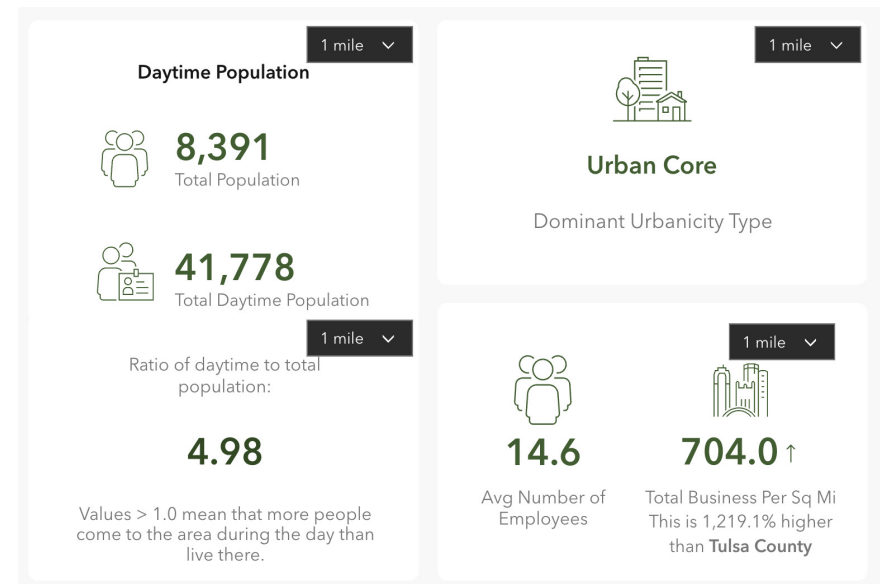 1 mile
Daytime Population
8,391
Total Population
41,778
Total Daytime Population
1 mile
Ratio of daytime to total
population:
4.98
Values > 1.0 mean that more people
come to the area during the day than
live there.
1 mile
Urban Core
Dominant Urbanicity Type
1 mile
14.6
Avg Number of
Employees
704.0 ↑
Total Business Per Sq Mi
This is 1,219.1% higher
than Tulsa County